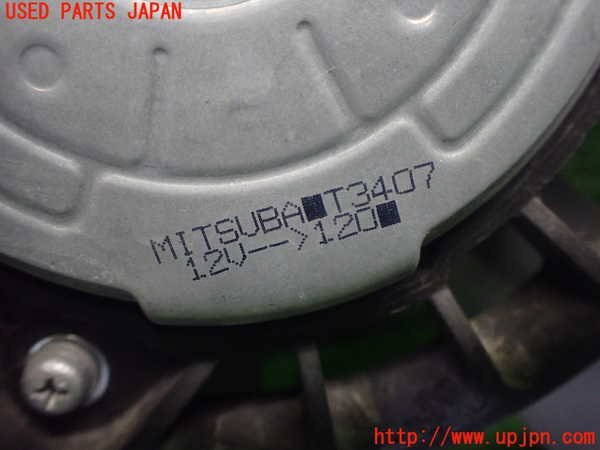 USED PARTS JAPAN
MITSUBA■T3407
12V-->120■
http://www.upjpn.com/